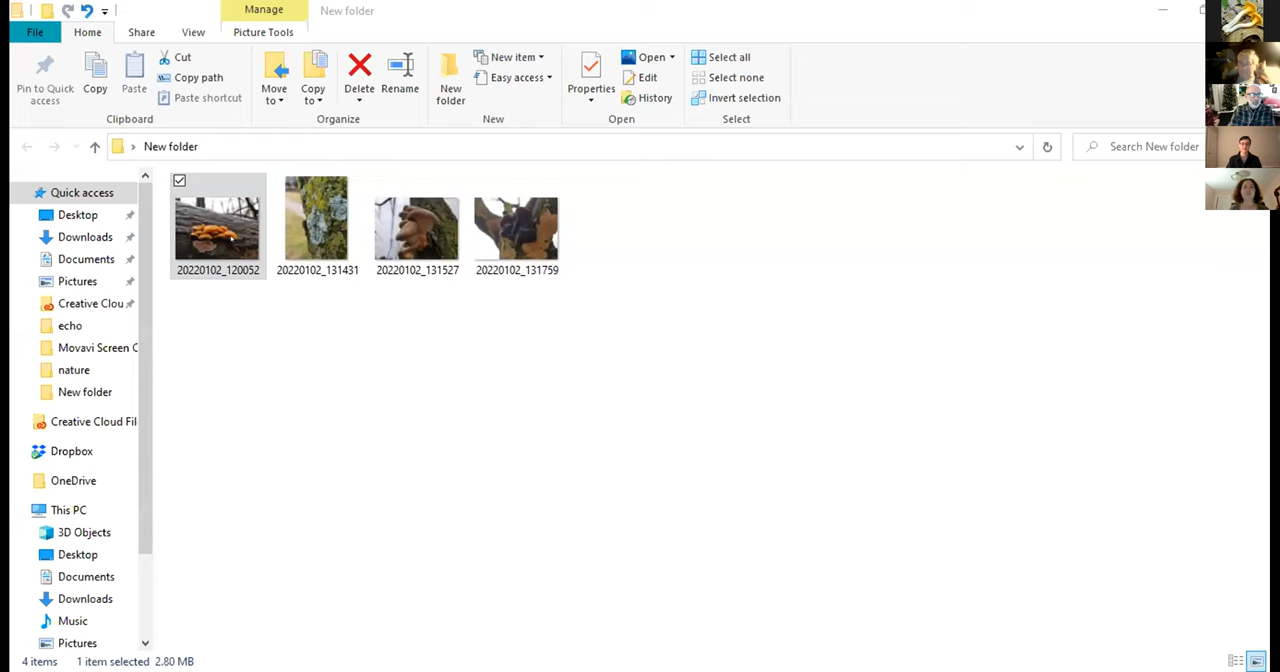 Manage
New folder
File
Home
Share
View
Picture Tools
Pin to Quick access
Copy
Paste
Cut
Copy path
Paste shortcut
Clipboard
Move to
Copy to
Delete
Rename
Organize
New folder
New item
Easy access
New
Properties
Open
Edit
History
Open
Select all
Select none
Invert selection
Select
New folder
Search New folder
Quick access
Desktop
Downloads
Documents
Pictures
Creative Clou
echo
Movavi Screen C
nature
New folder
Creative Cloud Fil
Dropbox
OneDrive
This PC
3D Objects
Desktop
Documents
Downloads
Music
Pictures
20220102_120052
20220102_131431
20220102_131527
20220102_131759
4 items
1 item selected
2.80 MB